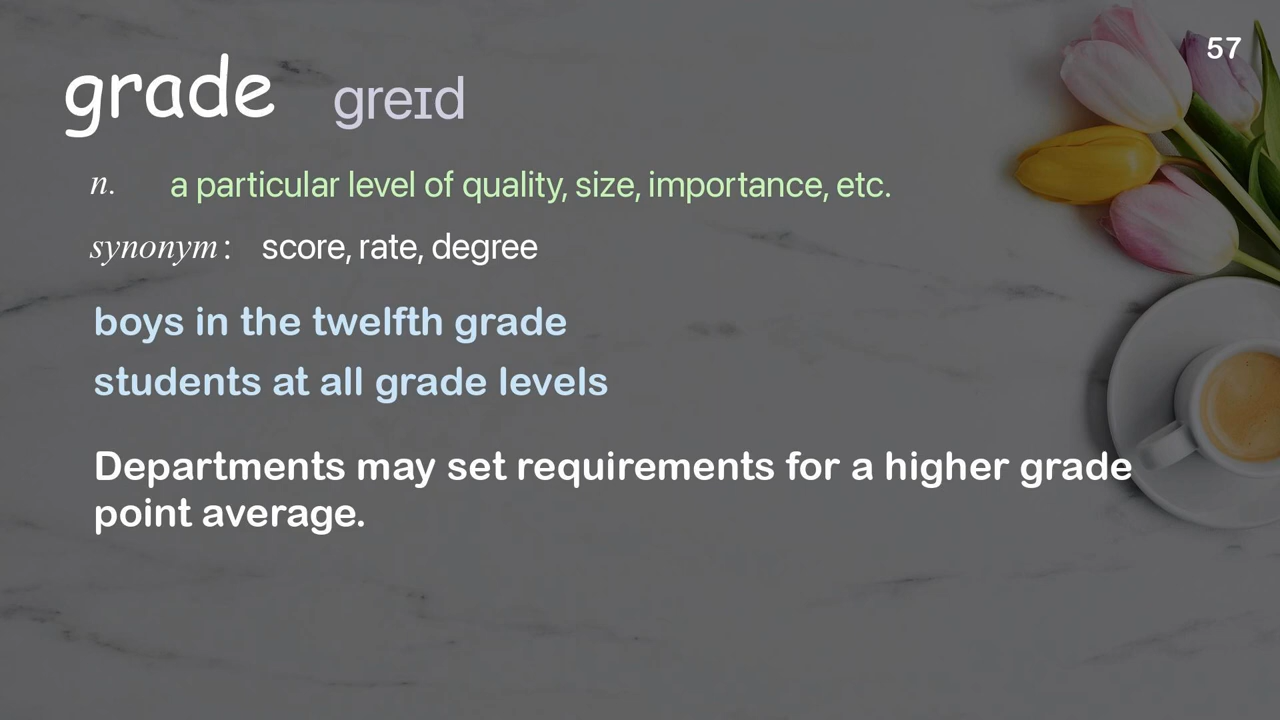 57
grade greɪd
n. a particular level of quality, size, importance, etc.
synonym: score, rate, degree
boys in the twelfth grade
students at all grade levels
Departments may set requirements for a higher grade
point average.